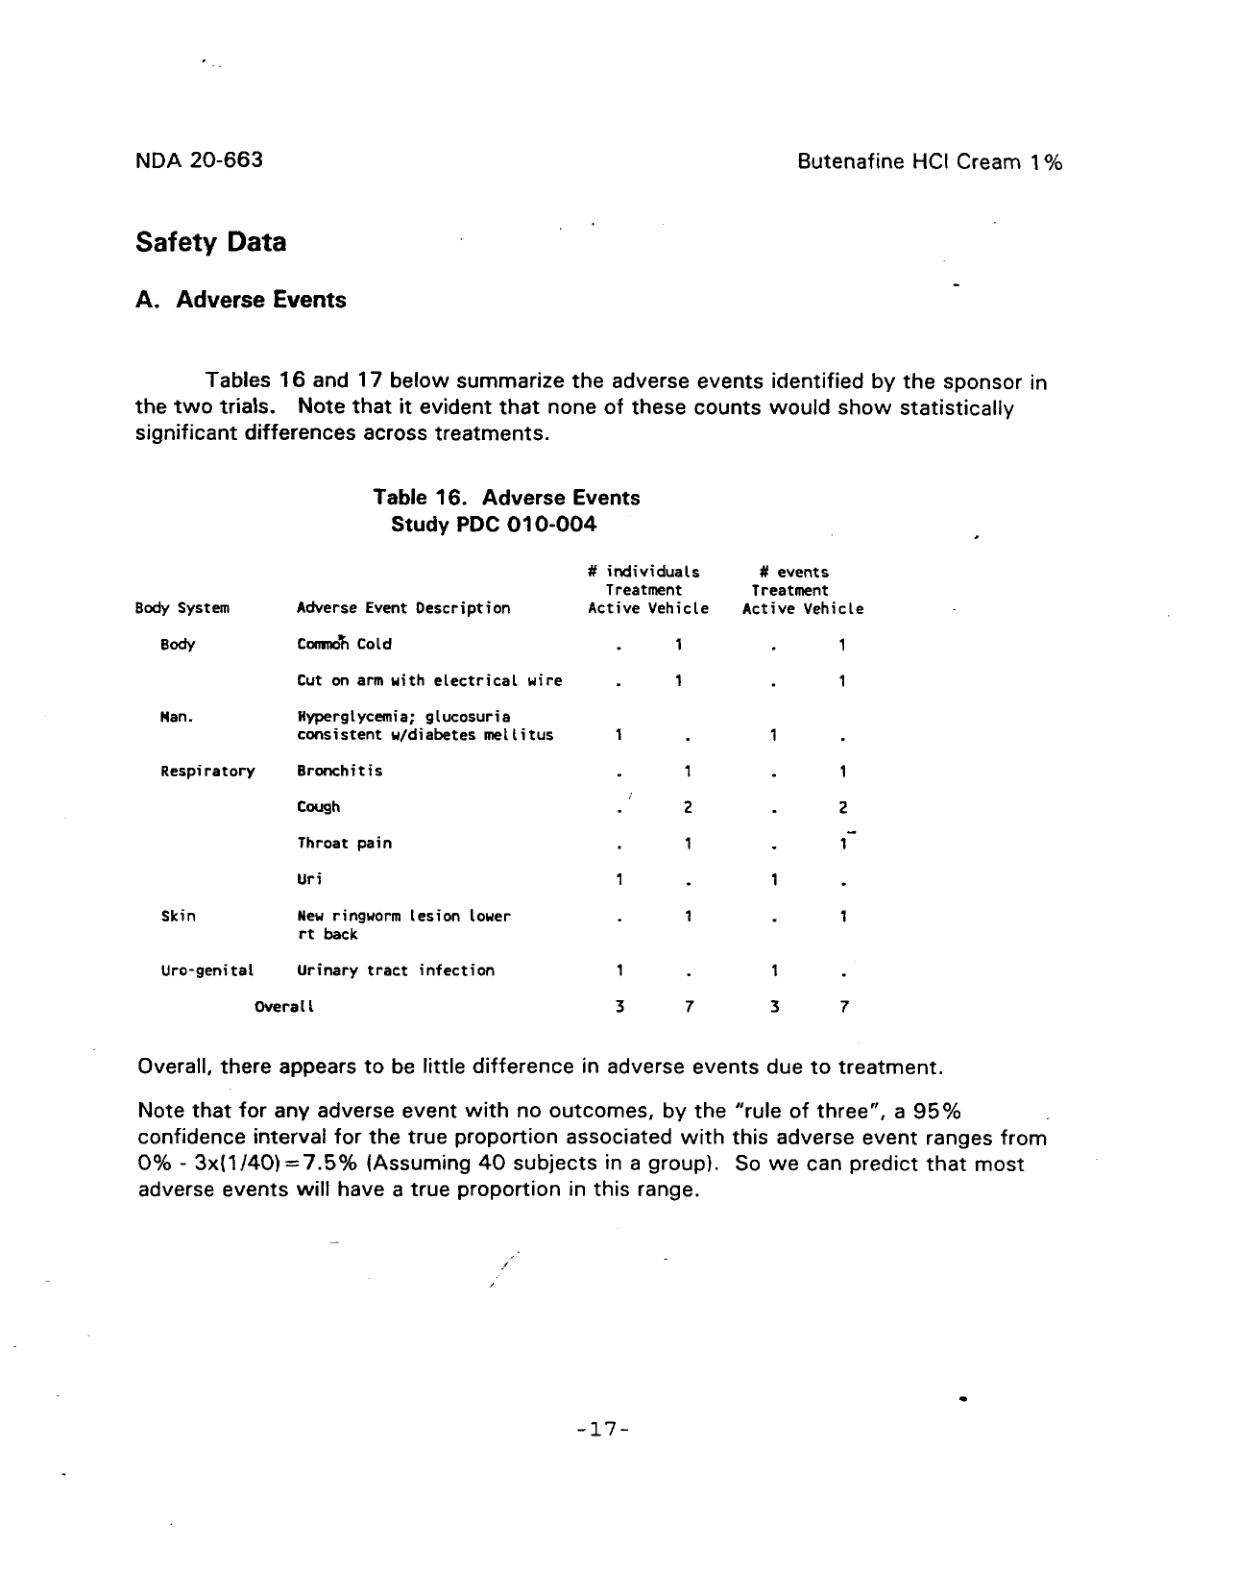 NDA 20-663 Butenafine HCl Cream 1%
Safety Data
A. Adverse Events
Tables 16 and 17 below summarize the adverse events identified by the sponsor in
the two trials. Note that it evident that none of these counts would show statistically
significant differences across treatments.
Table 16. Adverse Events
Study PDC 010-004
# individuals # events
Treatment Treatment
Body System Adverse Event Description Active Vehicle Active Vehicle
Body Common Cold . 1 . 1
Cut on arm with electrical wire . 1 . 1
Man. Hyperglycemia; glucosuria
consistent w/diabetes mellitus 1 . 1 .
Respiratory Bronchitis . 1 . 1
Cough . 2 . 2
Throat pain . 1 . 1
Uri 1 . 1 .
Skin New ringworm lesion lower . 1 . 1
rt back
Uro-genital Urinary tract infection 1 . 1 .
Overall 3 7 3 7
Overall, there appears to be little difference in adverse events due to treatment.
Note that for any adverse event with no outcomes, by the "rule of three", a 95%
confidence interval for the true proportion associated with this adverse event ranges from
0% - 3x(1/40)=7.5% (Assuming 40 subjects in a group). So we can predict that most
adverse events will have a true proportion in this range.
-17-